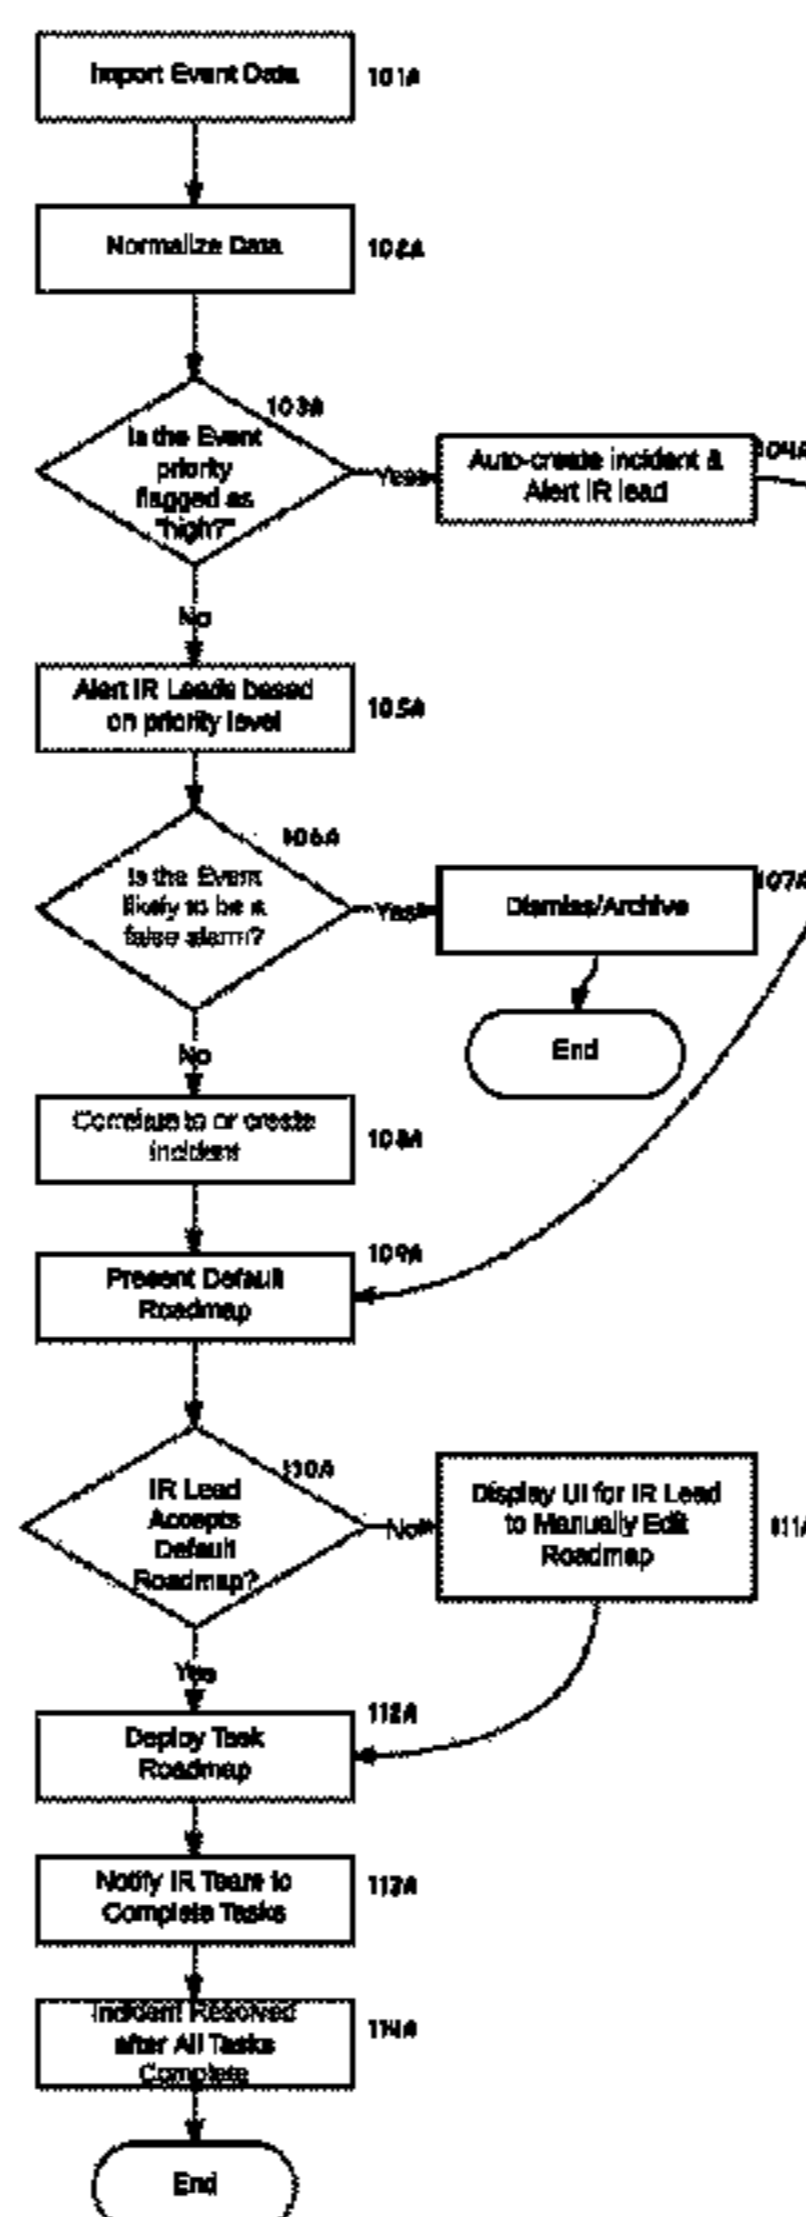 Import Event Data
101A
Normalize Data
102A
103A
Is the Event
priority
flagged as
"high?"
Yes
Auto-create incident &
Alert IR lead
104A
No
Alert IR Leads based
on priority level
105A
106A
Is the Event
likely to be a
false alarm?
Yes
Dismiss/Archive
107A
End
No
Correlate to or create
incident
108A
109A
Present Default
Roadmap
110A
IR Lead
Accepts
Default
Roadmap?
No
Display UI for IR Lead
to Manually Edit
Roadmap
111A
Yes
112A
Deploy Task
Roadmap
Notify IR Team to
Complete Tasks
113A
Incident Resolved
after All Tasks
Complete
114A
End